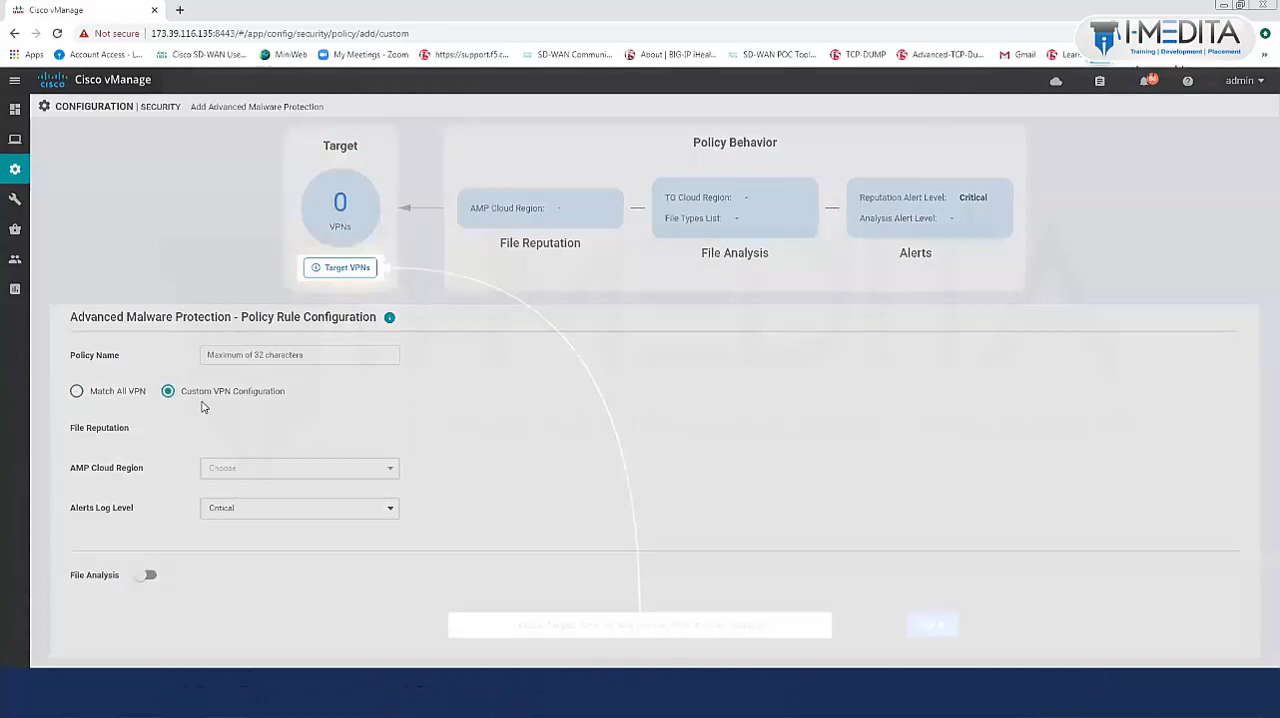 Cisco vManage
Not secure
173.39.116.135:8443/#/app/config/security/policy/add/custom
I-MEDITA
Training | Development | Placement
Apps
Account Access - L...
Cisco SD-WAN Use...
MiniWeb
My Meetings - Zoom
https://estsmtpf.cf5.c...
SD-WAN Communi...
About | BIG-IP iHeal...
SD-WAN POC Tool...
TCP-DUMP
Advanced-TCP-Du...
Gmail
Learn
»
cisco
Cisco vManage
admin
CONFIGURATION | SECURITY
Add Advanced Malware Protection
Target
0
VPNs
Target VPNs
Policy Behavior
AMP Cloud Region: -
File Reputation
TG Cloud Region: -
File Types List: -
File Analysis
Reputation Alert Level: Critical
Analysis Alert Level: -
Alerts
Advanced Malware Protection - Policy Rule Configuration
Policy Name
Maximum of 32 characters
Match All VPN
Custom VPN Configuration
File Reputation
AMP Cloud Region
Choose
Alerts Log Level
Critical
File Analysis